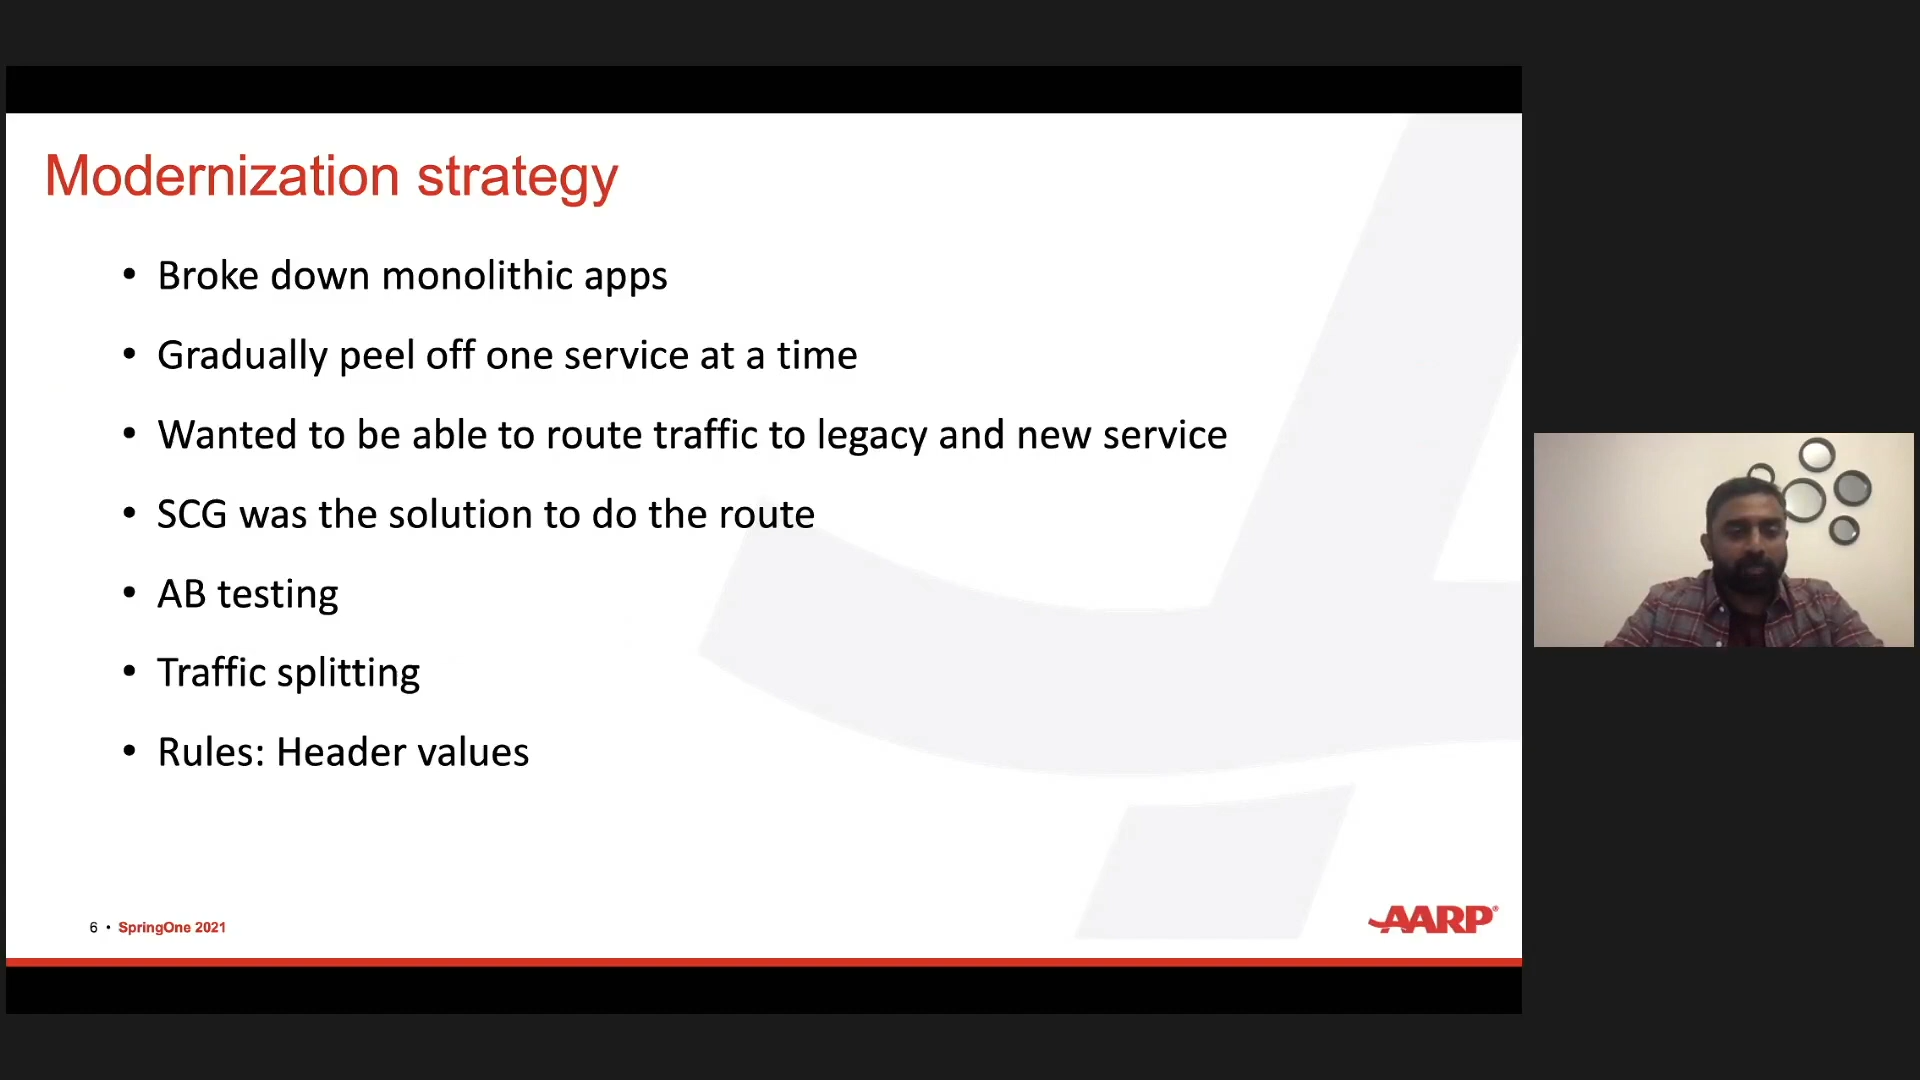 Modernization strategy
• Broke down monolithic apps
• Gradually peel off one service at a time
• Wanted to be able to route traffic to legacy and new service
• SCG was the solution to do the route
• AB testing
• Traffic splitting
• Rules: Header values
6 • SpringOne 2021
AARP®